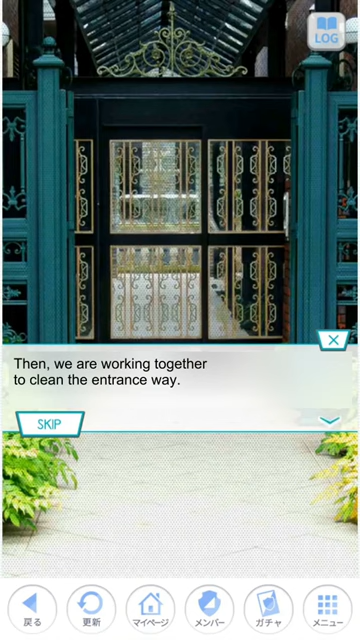 LOG
Then, we are working together
to clean the entrance way.
SKIP
戻る
更新
マイページ
メンバー
ガチャ
メニュー